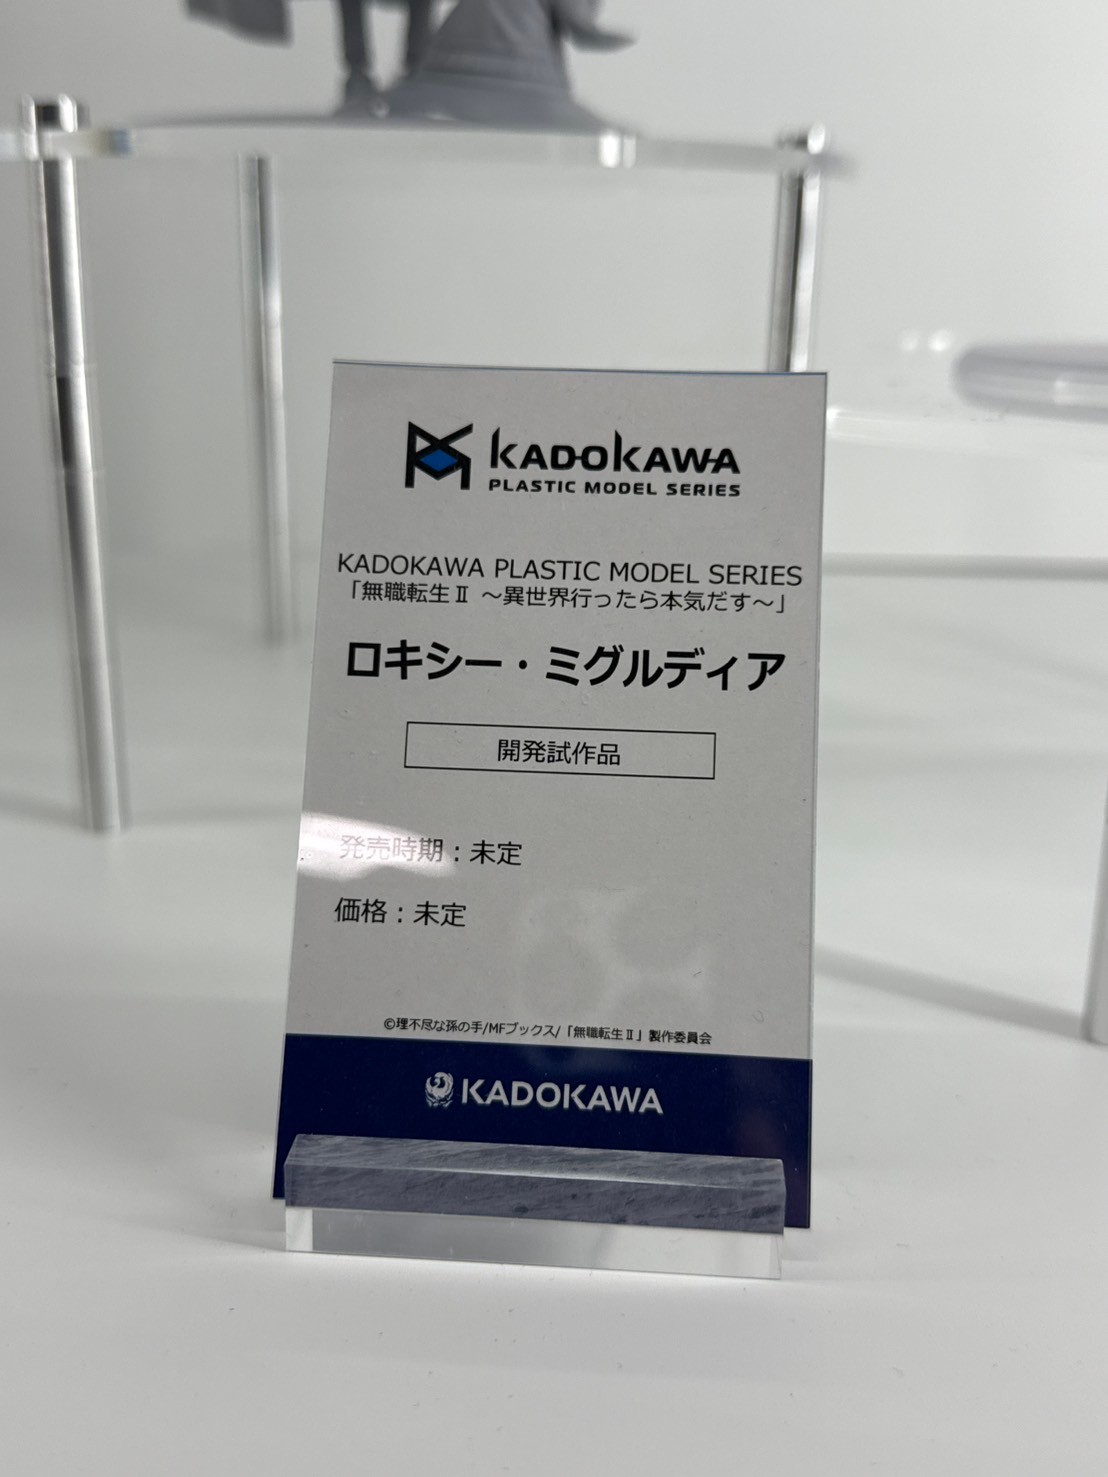 KADOKAWA
PLASTIC MODEL SERIES
KADOKAWA PLASTIC MODEL SERIES
「無職転生Ⅱ ～異世界行ったら本気だす～」
ロキシー・ミグルディア
開発試作品
発売時期：未定
価格：未定
©理不尽な孫の手/MFブックス/「無職転生Ⅱ」製作委員会
KADOKAWA